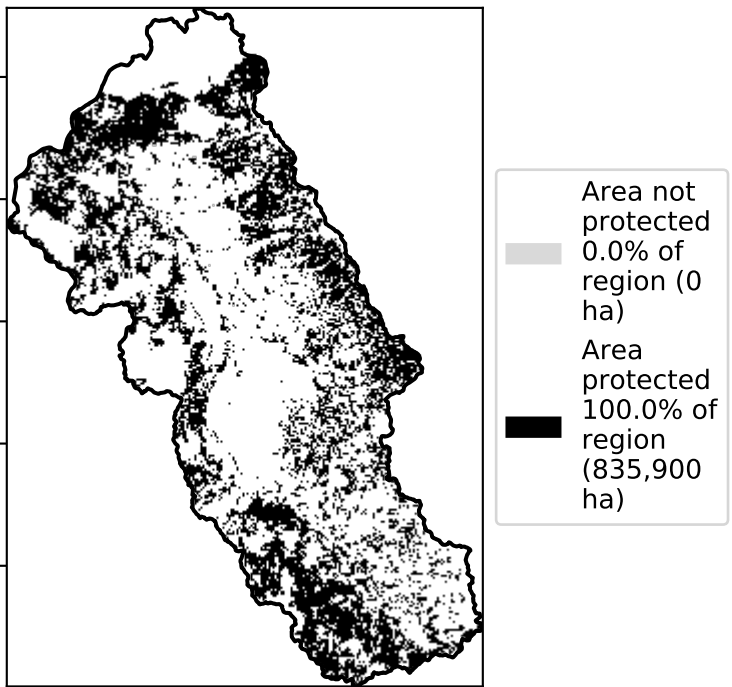 Area not
protected
0.0% of
region (0
ha)
Area
protected
100.0% of
region
(835,900
ha)